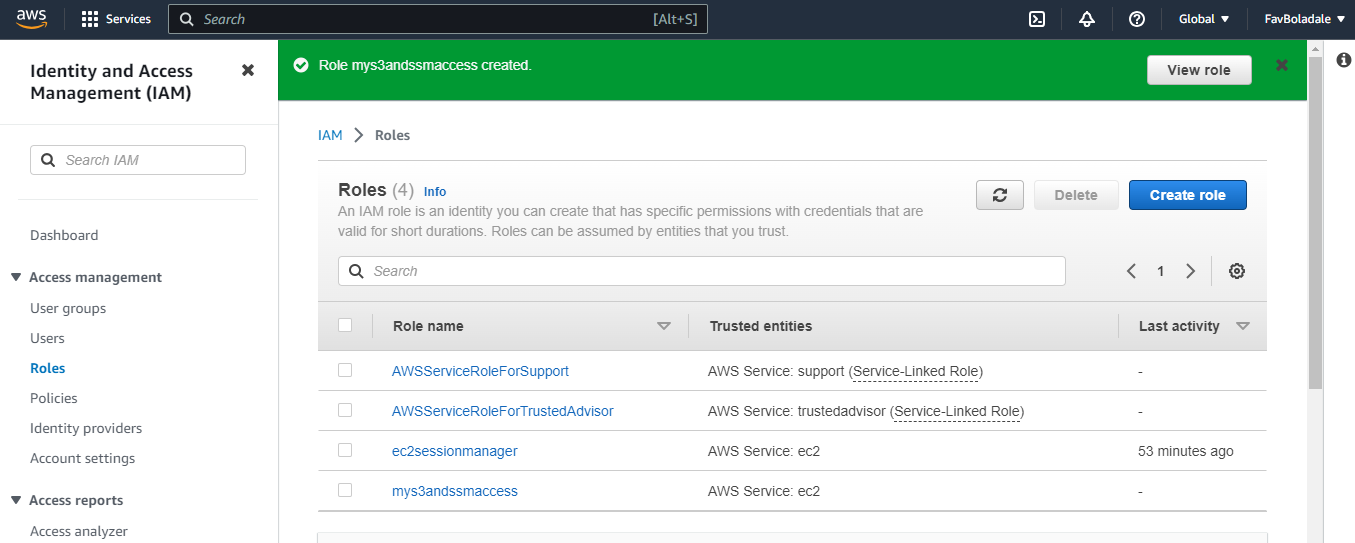 aws
Services
Search
[Alt+S]
Global
FavBoladale
Identity and Access
Management (IAM)
Search IAM
Dashboard
Access management
User groups
Users
Roles
Policies
Identity providers
Account settings
Access reports
Access analyzer
Role mys3andssmaccess created.
View role
IAM > Roles
Roles (4) Info
An IAM role is an identity you can create that has specific permissions with credentials that are
valid for short durations. Roles can be assumed by entities that you trust.
Delete
Create role
Search
1
Role name Trusted entities Last activity
AWSServiceRoleForSupport AWS Service: support (Service-Linked Role) -
AWSServiceRoleForTrustedAdvisor AWS Service: trustedadvisor (Service-Linked Role) -
ec2sessionmanager AWS Service: ec2 53 minutes ago
mys3andssmaccess AWS Service: ec2 -